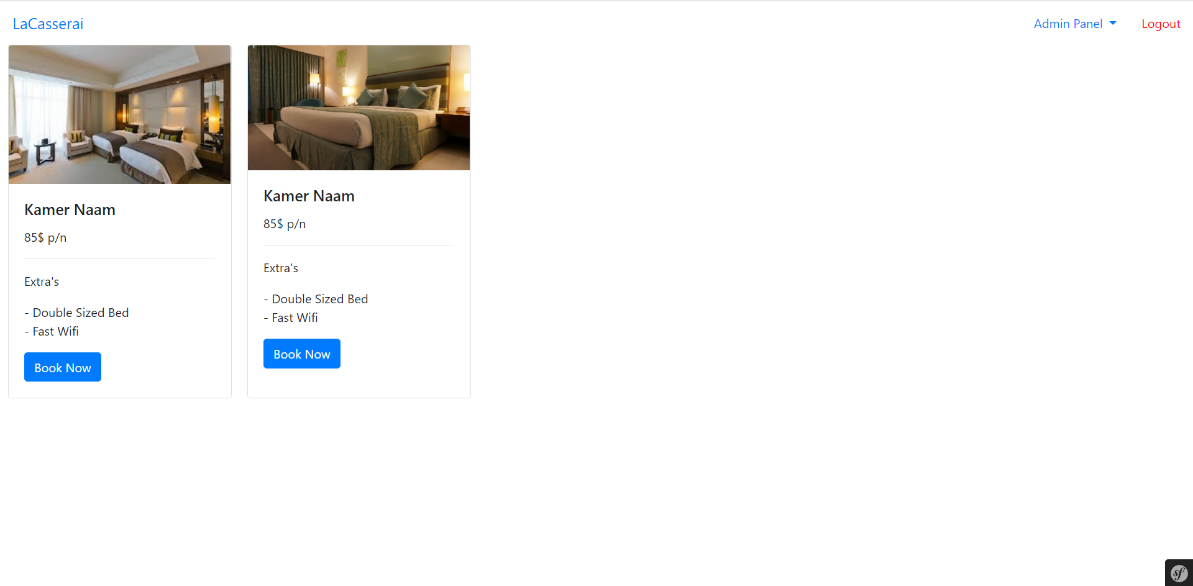 LaCasserai
Admin Panel
Logout
Kamer Naam
85$ p/n
Extra's
- Double Sized Bed
- Fast Wifi
Book Now
Kamer Naam
85$ p/n
Extra's
- Double Sized Bed
- Fast Wifi
Book Now
sf